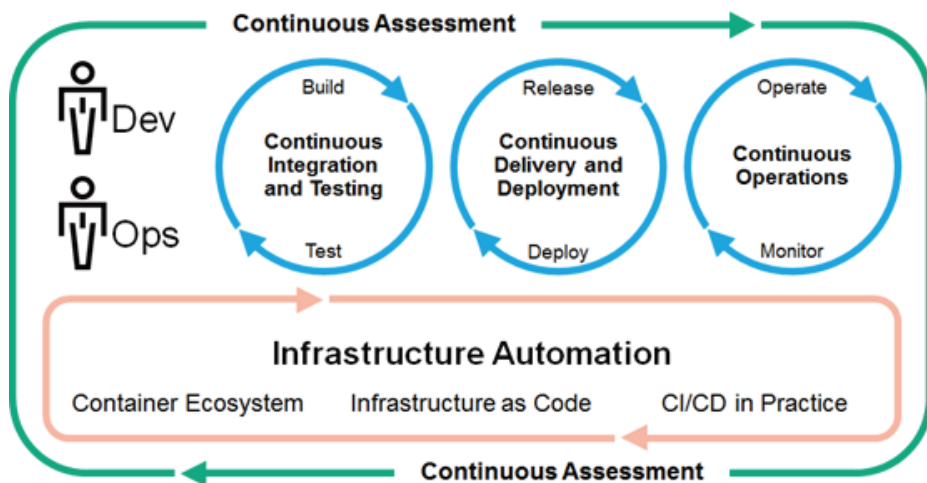 Continuous Assessment
Dev
Ops
Build
Continuous
Integration
and Testing
Test
Release
Continuous
Delivery and
Deployment
Deploy
Operate
Continuous
Operations
Monitor
Infrastructure Automation
Container Ecosystem
Infrastructure as Code
CI/CD in Practice
Continuous Assessment